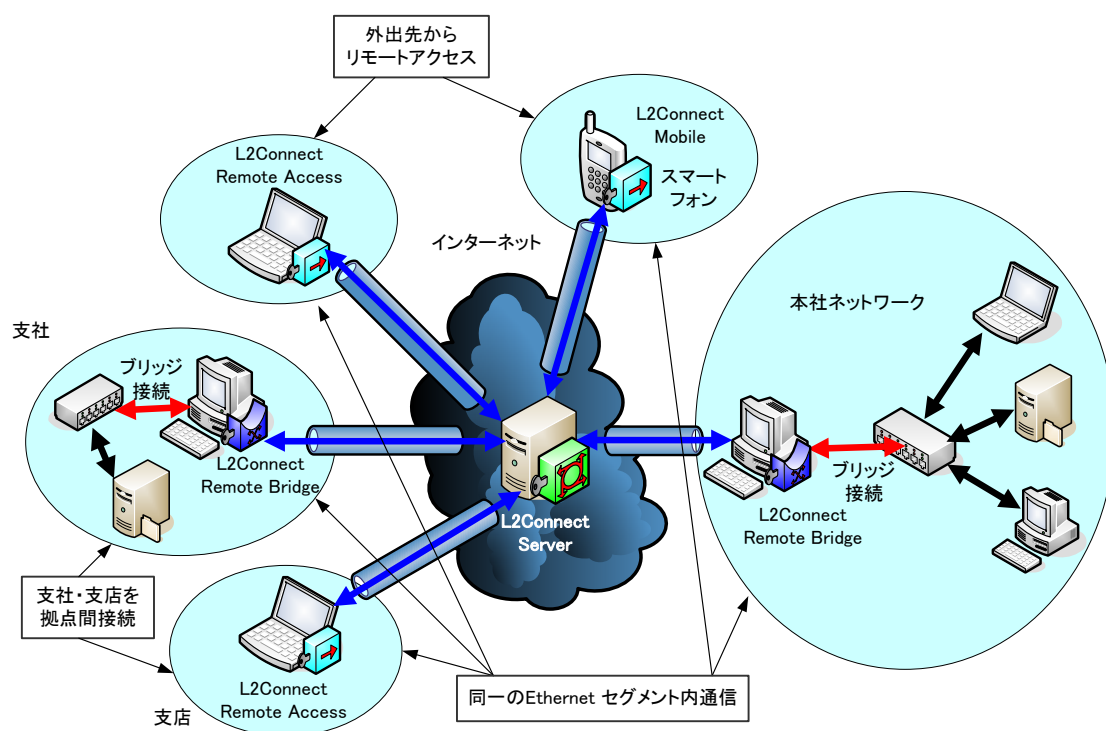 外出先から
リモートアクセス
L2Connect
Mobile
スマート
フォン
L2Connect
Remote Access
インターネット
本社ネットワーク
支社
ブリッジ
接続
L2Connect
Remote Bridge
L2Connect
Server
ブリッジ
接続
L2Connect
Remote Bridge
支社・支店を
拠点間接続
L2Connect
Remote Access
支店
同一のEthernet セグメント内通信